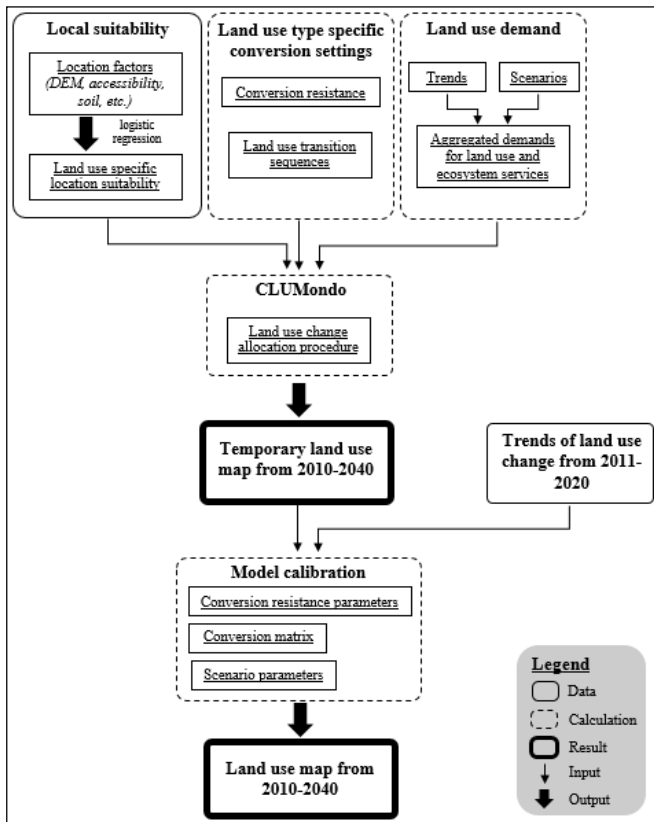 Local suitability
Location factors
(DEM, accessibility,
soil, etc.)
logistic
regression
Land use specific
location suitability
Land use type specific
conversion settings
Conversion resistance
Land use transition
sequences
Land use demand
Trends
Scenarios
Aggregated demands
for land use and
ecosystem services
CLUMondo
Land use change
allocation procedure
Temporary land use
map from 2010-2040
Trends of land use
change from 2011-
2020
Model calibration
Conversion resistance parameters
Conversion matrix
Scenario parameters
Land use map from
2010-2040
Legend
Data
Calculation
Result
Input
Output